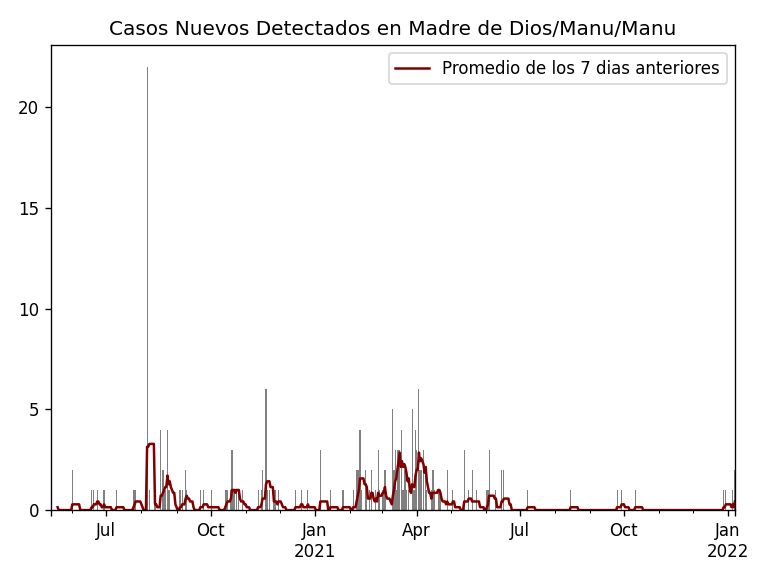 Casos Nuevos Detectados en Madre de Dios/Manu/Manu
Promedio de los 7 dias anteriores
20
15
10
5
0
Jul Oct Jan Apr Jul Oct Jan
2021 2022